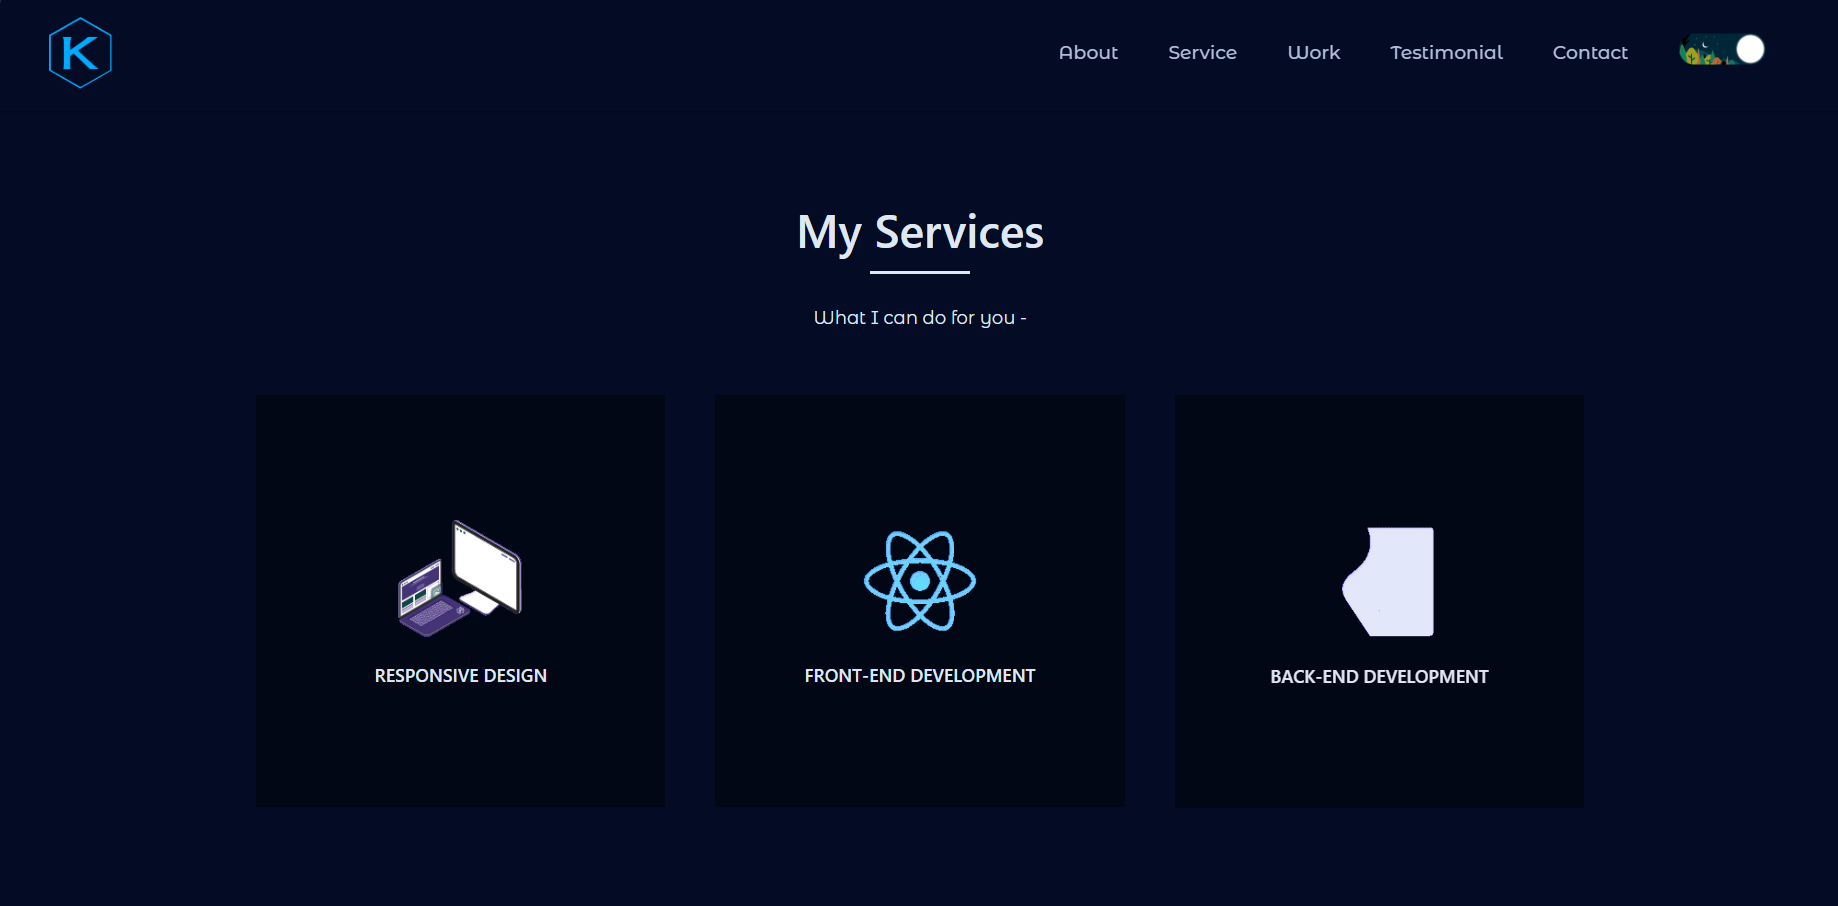 K
About Service Work Testimonial Contact
My Services
What I can do for you -
RESPONSIVE DESIGN
FRONT-END DEVELOPMENT
BACK-END DEVELOPMENT